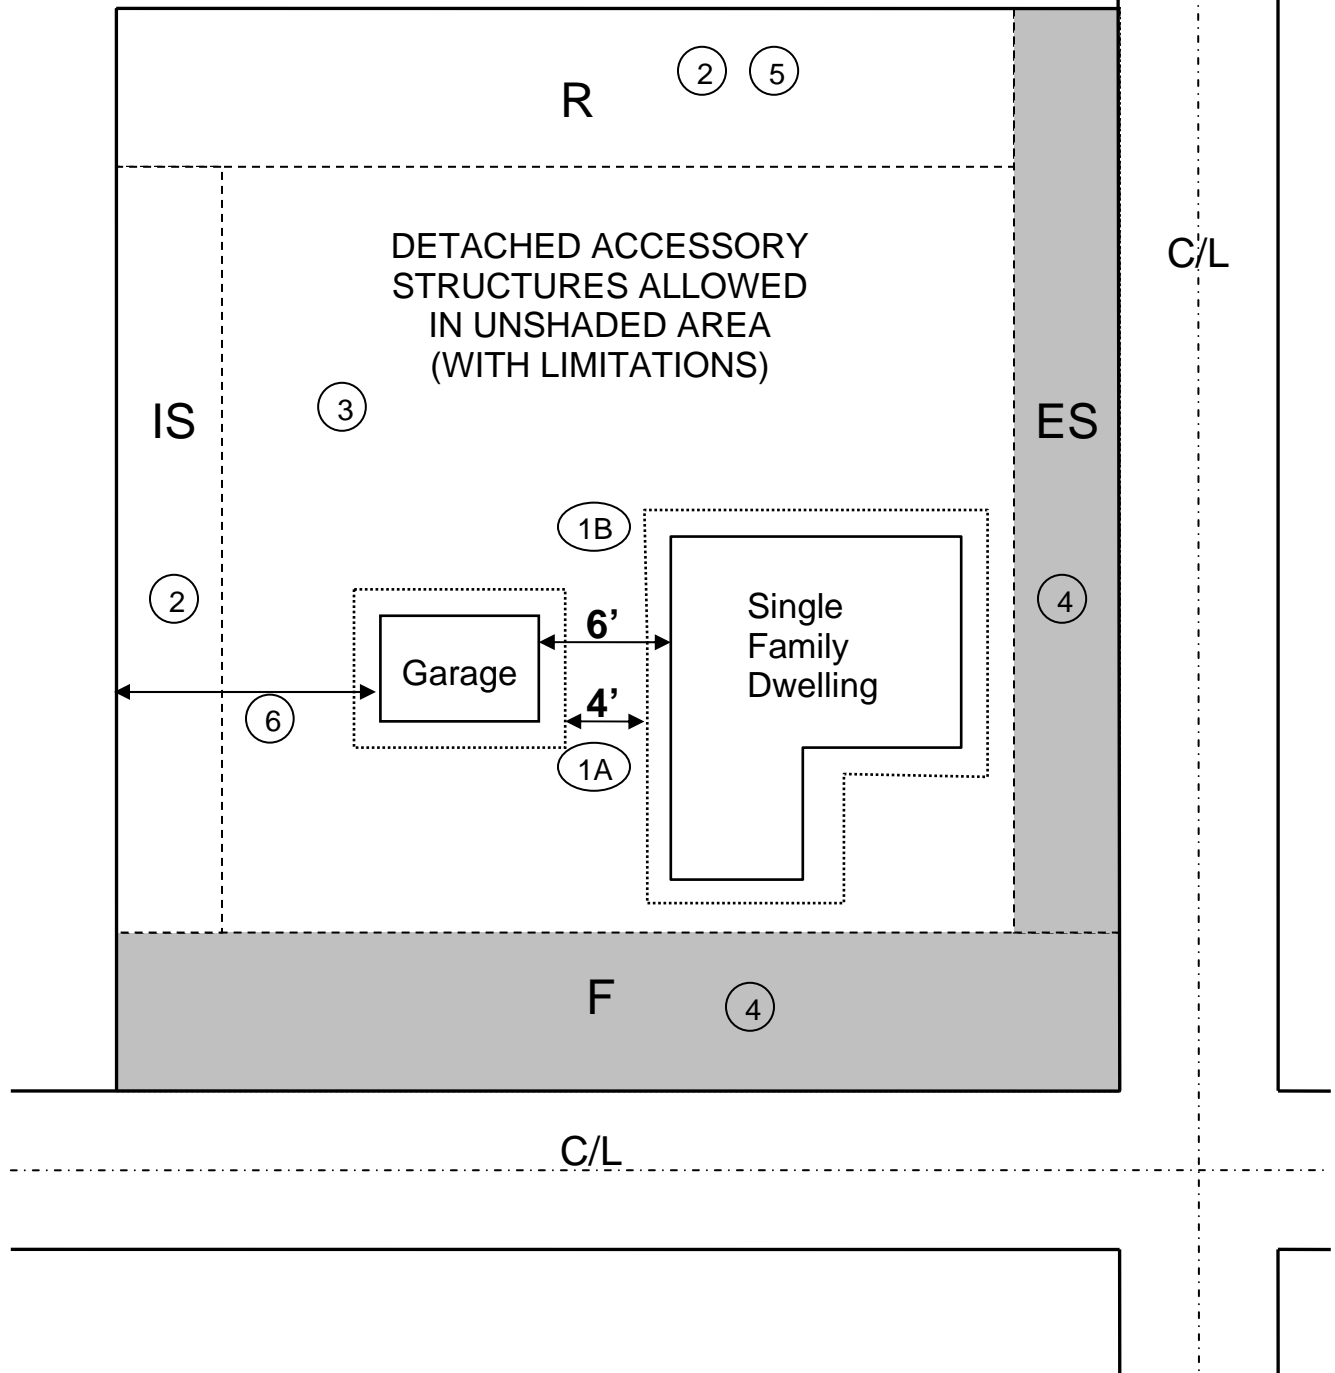 2 5
R
DETACHED ACCESSORY
STRUCTURES ALLOWED
IN UNSHADED AREA
(WITH LIMITATIONS)
C/L
3
IS
ES
1B
2
Single
Family
Dwelling
4
6’
Garage
4’
6
1A
F
4
C/L